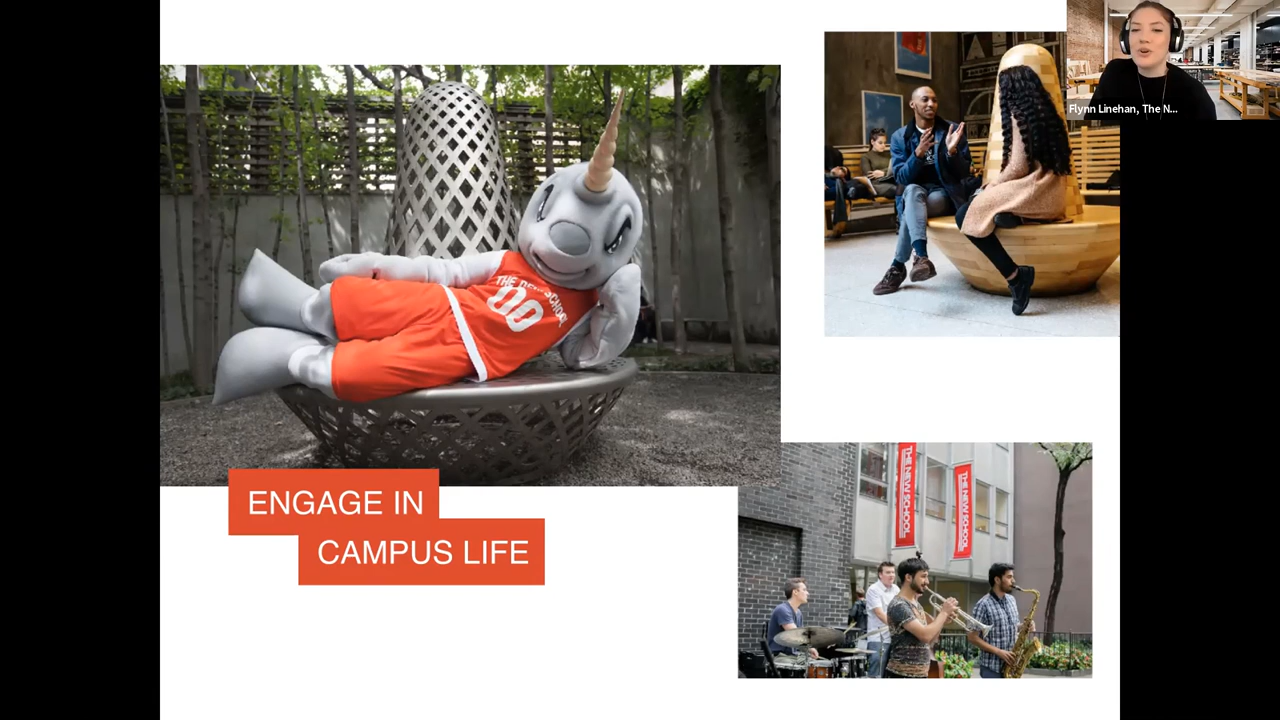 Flynn Linehan, The N...
THE NEW SCHOOL
00
ENGAGE IN
CAMPUS LIFE
THE NEW SCHOOL
THE NEW SCHOOL